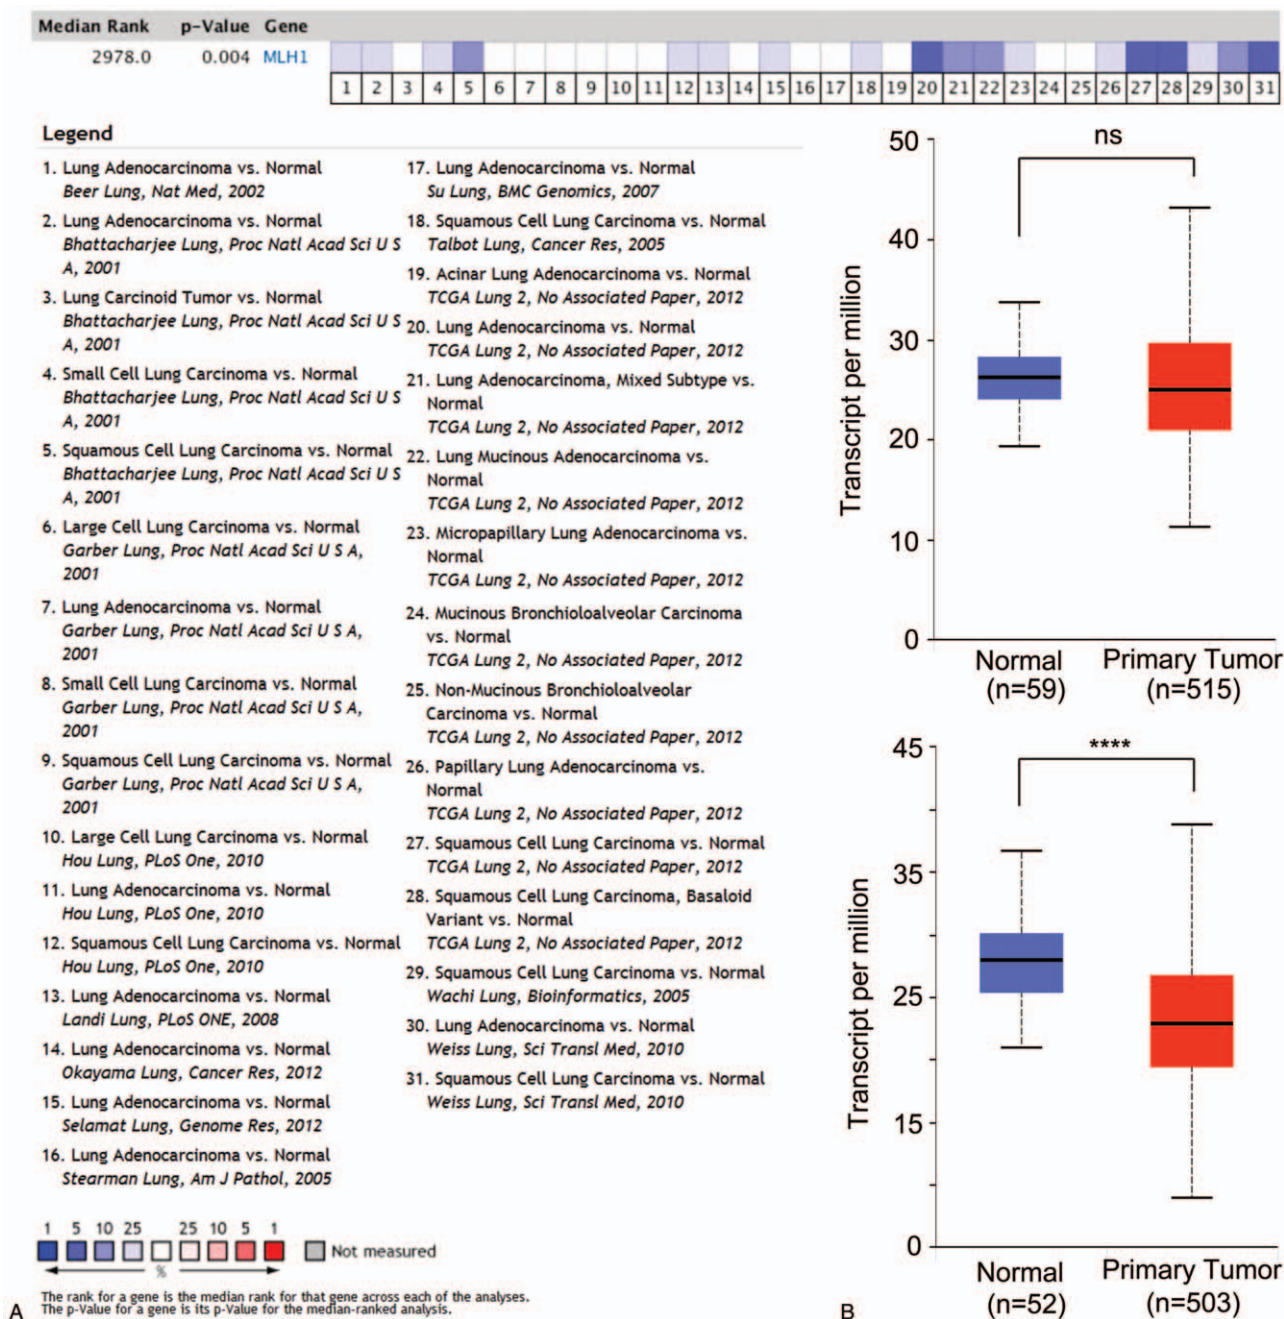 Median Rank p-Value Gene
2978.0 0.004 MLH1
1 2 3 4 5 6 7 8 9 10 11 12 13 14 15 16 17 18 19 20 21 22 23 24 25 26 27 28 29 30 31
Legend
1. Lung Adenocarcinoma vs. Normal
Beer Lung, Nat Med, 2002
2. Lung Adenocarcinoma vs. Normal
Bhattacharjee Lung, Proc Natl Acad Sci U S
A, 2001
3. Lung Carcinoid Tumor vs. Normal
Bhattacharjee Lung, Proc Natl Acad Sci U S
A, 2001
4. Small Cell Lung Carcinoma vs. Normal
Bhattacharjee Lung, Proc Natl Acad Sci U S
A, 2001
5. Squamous Cell Lung Carcinoma vs. Normal
Bhattacharjee Lung, Proc Natl Acad Sci U S
A, 2001
6. Large Cell Lung Carcinoma vs. Normal
Garber Lung, Proc Natl Acad Sci U S A,
2001
7. Lung Adenocarcinoma vs. Normal
Garber Lung, Proc Natl Acad Sci U S A,
2001
8. Small Cell Lung Carcinoma vs. Normal
Garber Lung, Proc Natl Acad Sci U S A,
2001
9. Squamous Cell Lung Carcinoma vs. Normal
Garber Lung, Proc Natl Acad Sci U S A,
2001
10. Large Cell Lung Carcinoma vs. Normal
Hou Lung, PLoS One, 2010
11. Lung Adenocarcinoma vs. Normal
Hou Lung, PLoS One, 2010
12. Squamous Cell Lung Carcinoma vs. Normal
Hou Lung, PLoS One, 2010
13. Lung Adenocarcinoma vs. Normal
Landi Lung, PLoS ONE, 2008
14. Lung Adenocarcinoma vs. Normal
Okayama Lung, Cancer Res, 2012
15. Lung Adenocarcinoma vs. Normal
Selamat Lung, Genome Res, 2012
16. Lung Adenocarcinoma vs. Normal
Stearman Lung, Am J Pathol, 2005
17. Lung Adenocarcinoma vs. Normal
Su Lung, BMC Genomics, 2007
18. Squamous Cell Lung Carcinoma vs. Normal
Talbot Lung, Cancer Res, 2005
19. Acinar Lung Adenocarcinoma vs. Normal
TCGA Lung 2, No Associated Paper, 2012
20. Lung Adenocarcinoma vs. Normal
TCGA Lung 2, No Associated Paper, 2012
21. Lung Adenocarcinoma, Mixed Subtype vs.
Normal
TCGA Lung 2, No Associated Paper, 2012
22. Lung Mucinous Adenocarcinoma vs.
Normal
TCGA Lung 2, No Associated Paper, 2012
23. Micropapillary Lung Adenocarcinoma vs.
Normal
TCGA Lung 2, No Associated Paper, 2012
24. Mucinous Bronchioloalveolar Carcinoma
vs. Normal
TCGA Lung 2, No Associated Paper, 2012
25. Non-Mucinous Bronchioloalveolar
Carcinoma vs. Normal
TCGA Lung 2, No Associated Paper, 2012
26. Papillary Lung Adenocarcinoma vs.
Normal
TCGA Lung 2, No Associated Paper, 2012
27. Squamous Cell Lung Carcinoma vs. Normal
TCGA Lung 2, No Associated Paper, 2012
28. Squamous Cell Lung Carcinoma, Basaloid
Variant vs. Normal
TCGA Lung 2, No Associated Paper, 2012
29. Squamous Cell Lung Carcinoma vs. Normal
Wachi Lung, Bioinformatics, 2005
30. Lung Adenocarcinoma vs. Normal
Weiss Lung, Sci Transl Med, 2010
31. Squamous Cell Lung Carcinoma vs. Normal
Weiss Lung, Sci Transl Med, 2010
1 5 10 25 25 10 5 1
Not measured
%
The rank for a gene is the median rank for that gene across each of the analyses.
The p-Value for a gene is its p-Value for the median-ranked analysis.
A
50
ns
40
30
20
10
0
Transcript per million
Normal Primary Tumor
(n=59) (n=515)
45
****
35
25
15
0
Transcript per million
Normal Primary Tumor
(n=52) (n=503)
B